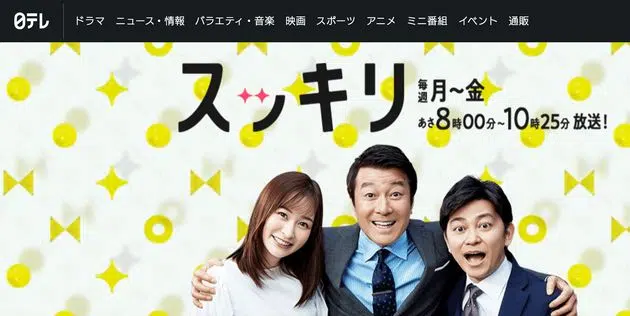 日テレ ドラマ ニュース・情報 バラエティ・音楽 映画 スポーツ アニメ ミニ番組 イベント 通販
スッキリ
毎週 月～金
あさ8時00分～10時25分 放送!